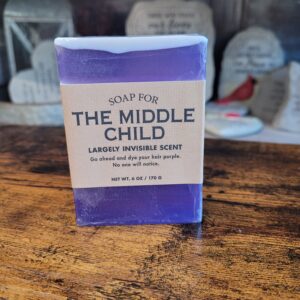 SOAP FOR
THE MIDDLE
CHILD
LARGELY INVISIBLE SCENT
Go ahead and dye your hair purple.
No one will notice.
NET WT. 6 OZ / 170 G